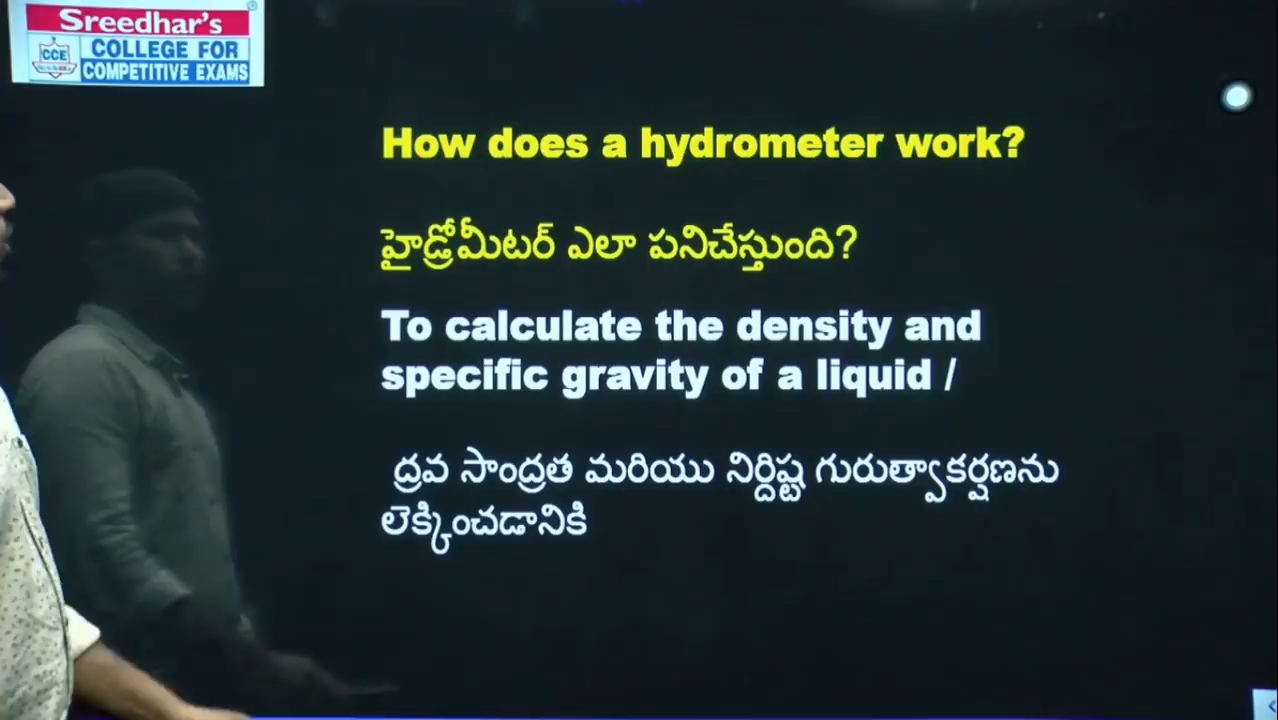 Sreedhar's
CCE
COLLEGE FOR
COMPETITIVE EXAMS
How does a hydrometer work?
హైడ్రోమీటర్ ఎలా పనిచేస్తుంది?
To calculate the density and
specific gravity of a liquid /
ద్రవ సాంద్రత మరియు నిర్దిష్ట గురుత్వాకర్షణను
లెక్కించడానికి